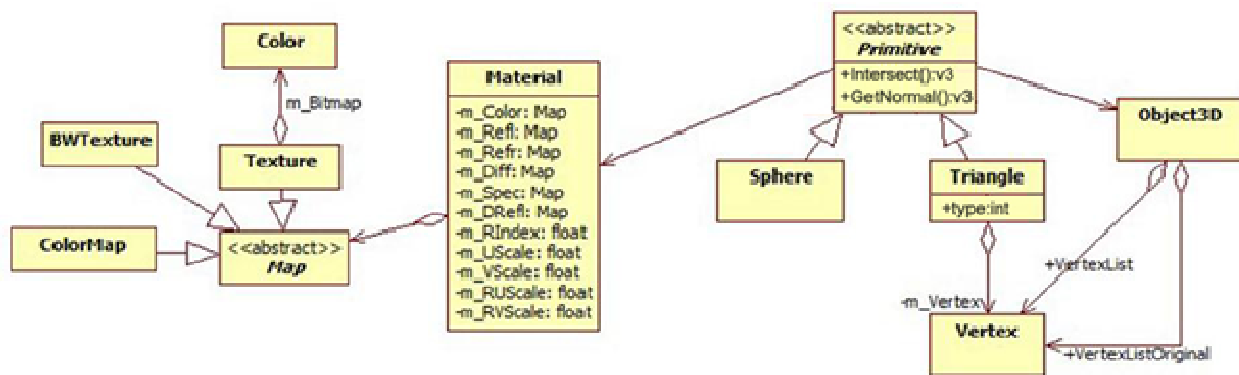 Color
m_Bitmap
BWTexture
Texture
ColorMap
<<abstract>>
Map
Material
-m_Color: Map
-m_Refl: Map
-m_Refr: Map
-m_Diff: Map
-m_Spec: Map
-m_DRefl: Map
-m_RIndex: float
-m_UScale: float
-m_VScale: float
-m_RUScale: float
-m_RVScale: float
<<abstract>>
Primitive
+Intersect():v3
+GetNormal():v3
Sphere
Triangle
+type:int
Object3D
+VertexList
-m_Vertex
Vertex
+VertexListOriginal